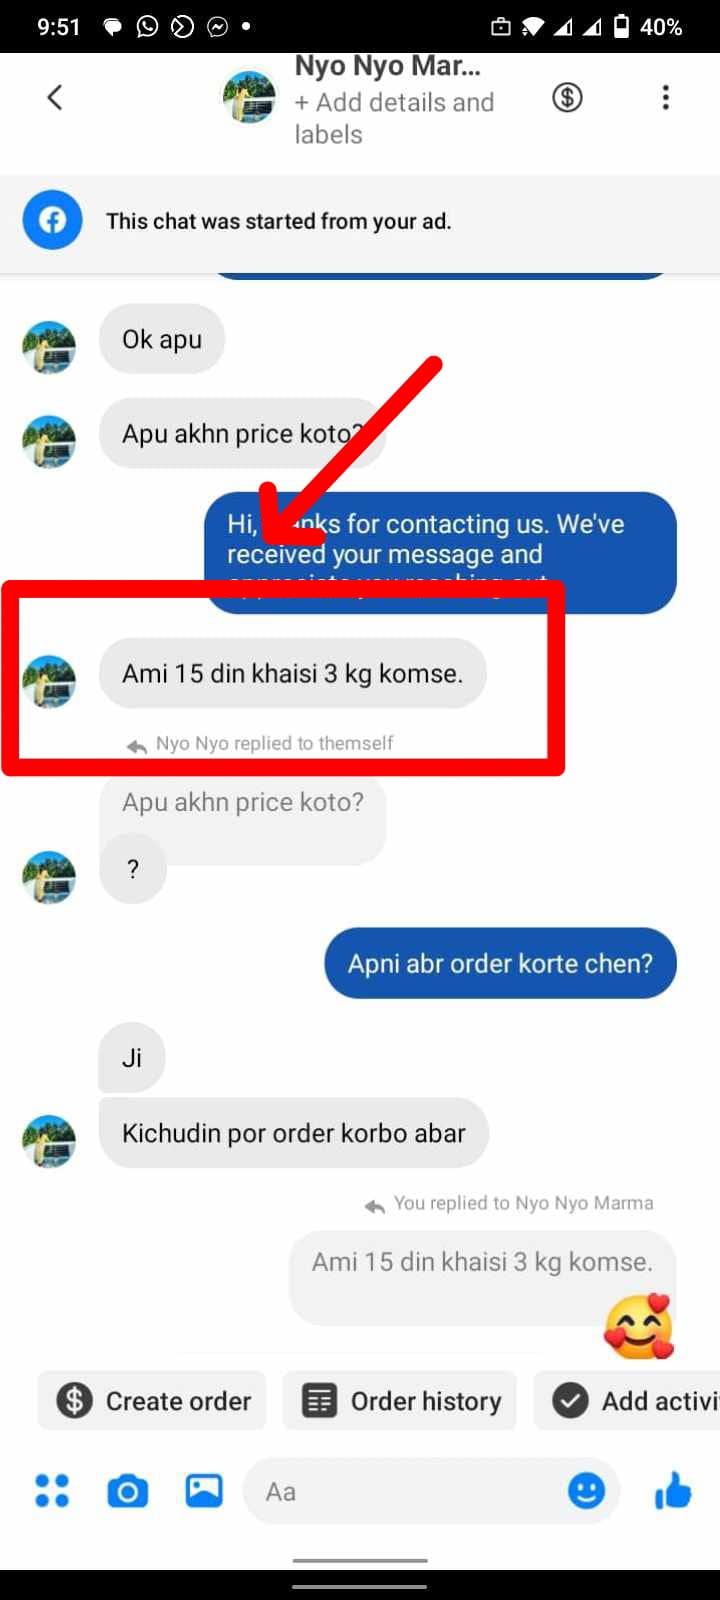 9:51
40%
Nyo Nyo Mar...
+ Add details and
labels
This chat was started from your ad.
Ok apu
Apu akhn price koto?
Hi, thanks for contacting us. We've
received your message and
Ami 15 din khaisi 3 kg komse.
Nyo Nyo replied to themself
Apu akhn price koto?
?
Apni abr order korte chen?
Ji
Kichudin por order korbo abar
You replied to Nyo Nyo Marma
Ami 15 din khaisi 3 kg komse.
Create order
Order history
Add activi
Aa